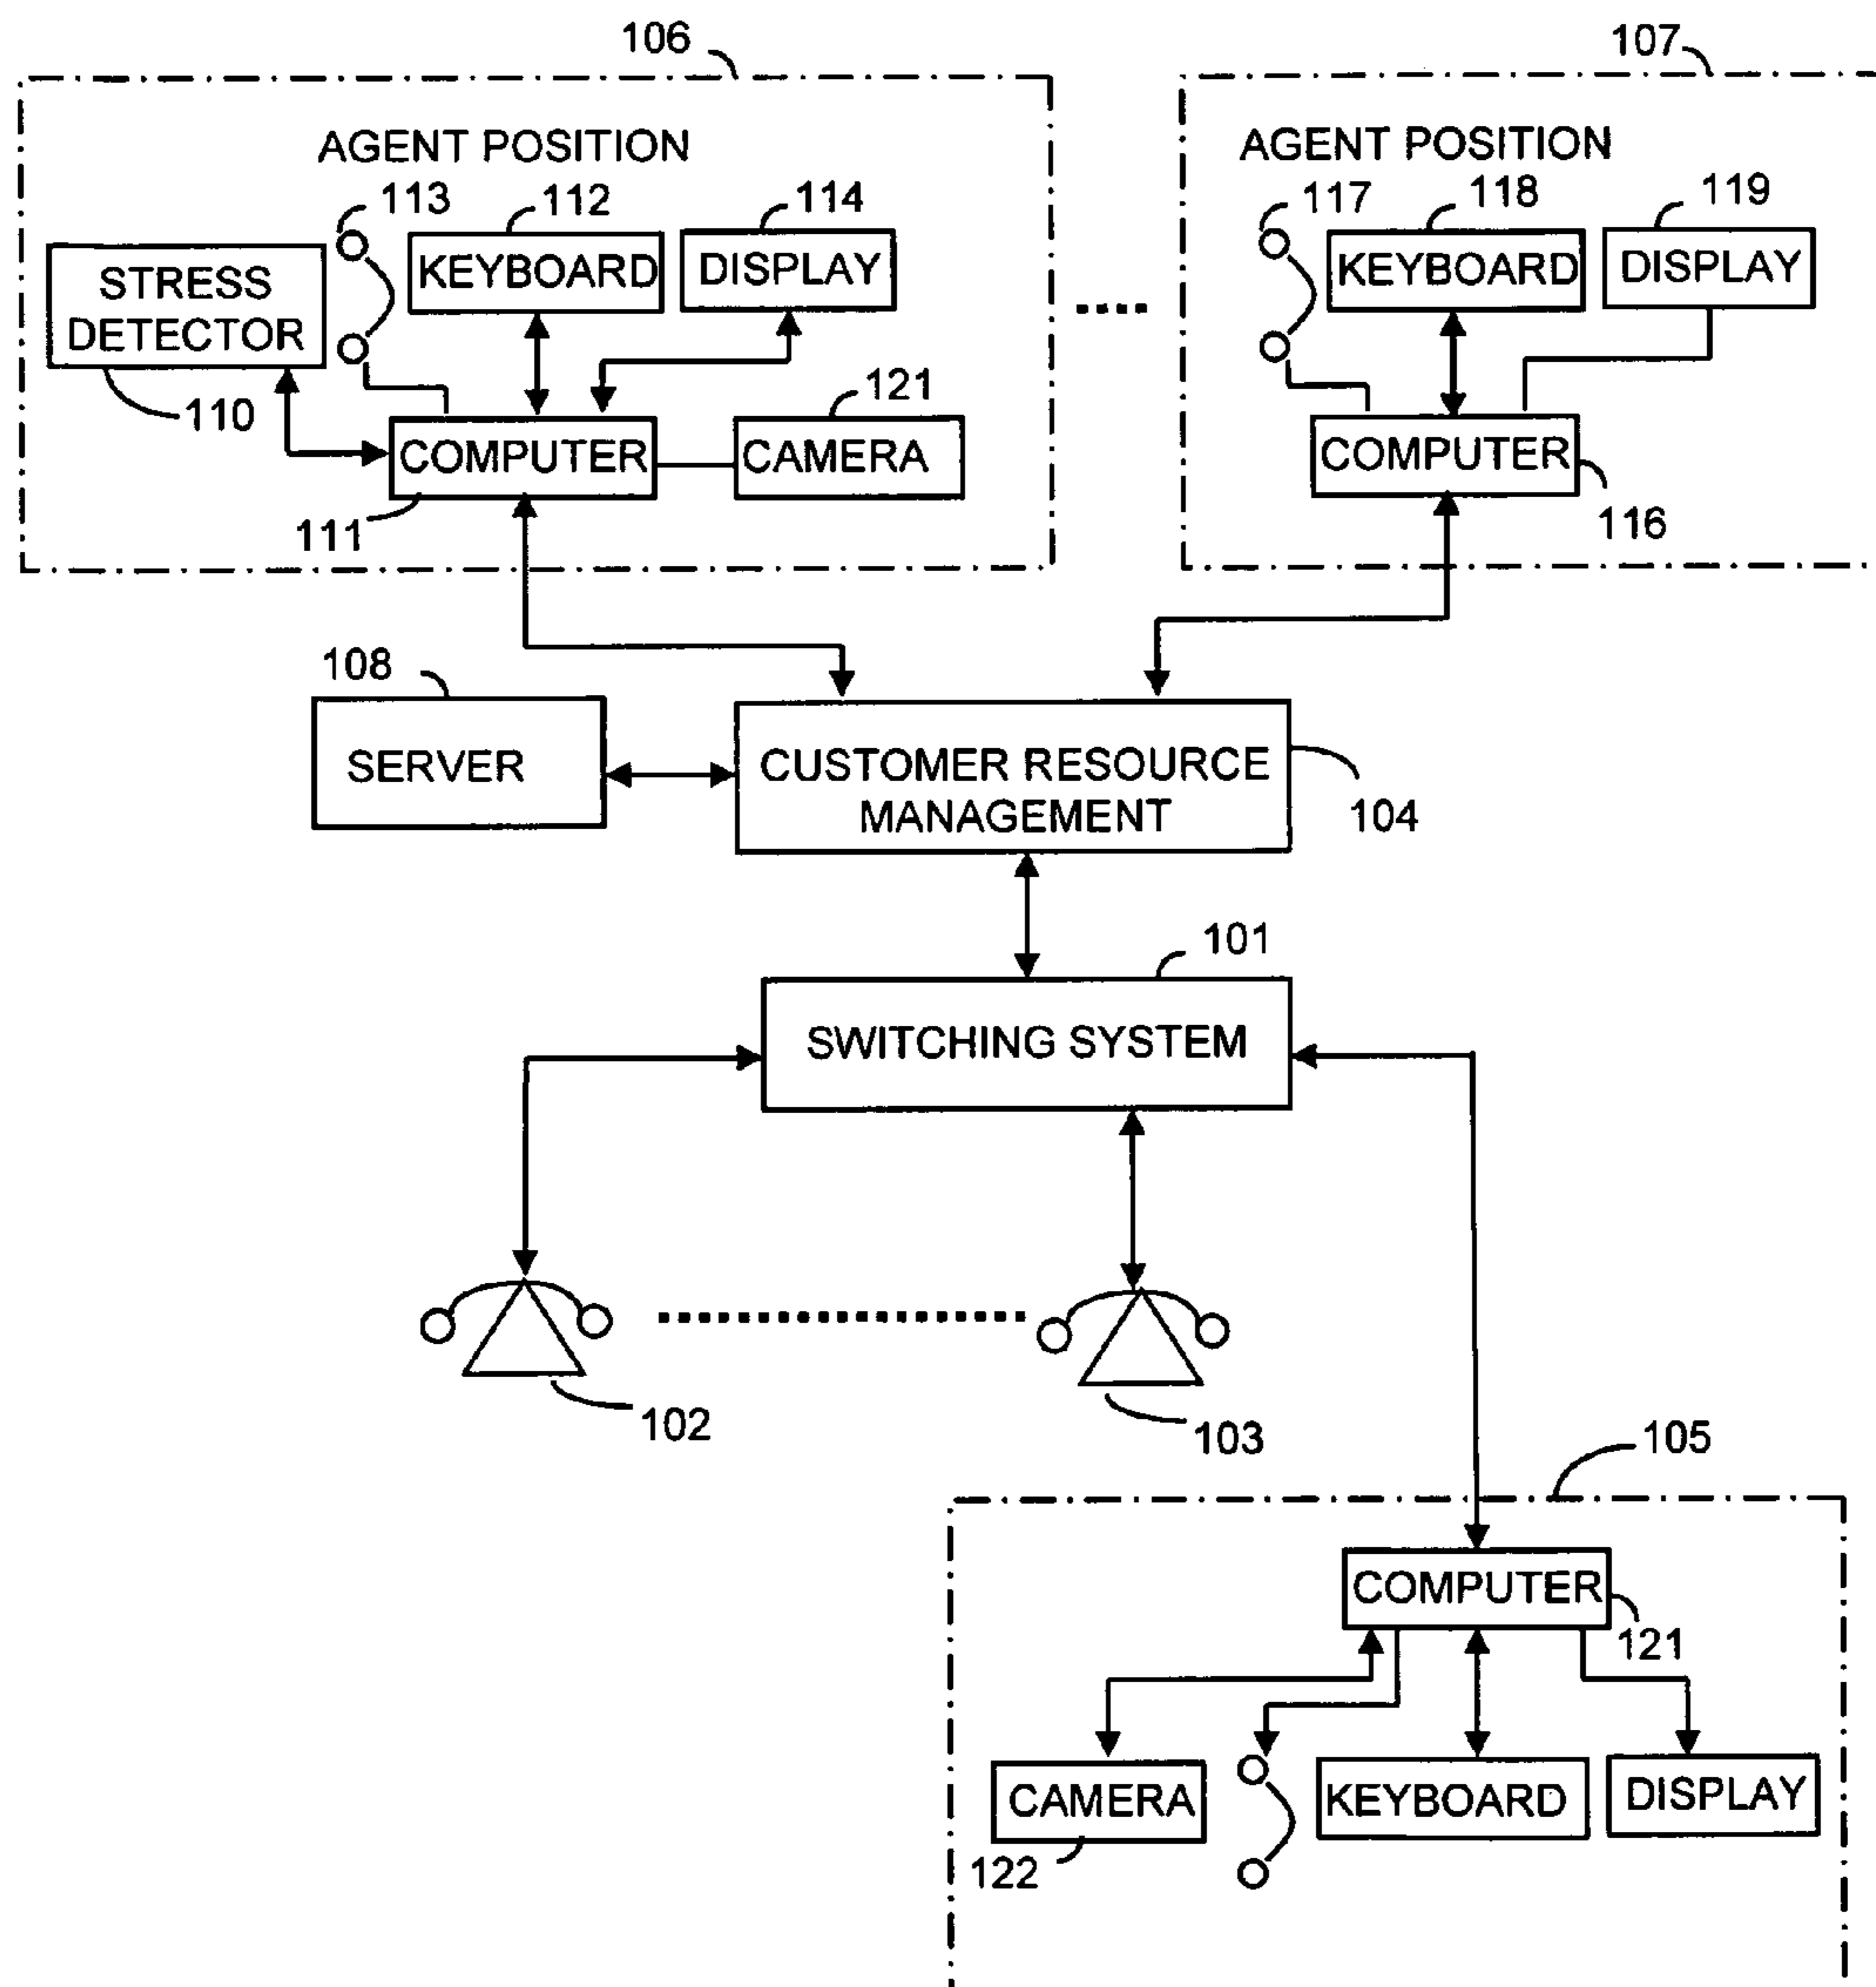 106
107
AGENT POSITION
AGENT POSITION
113
112
114
117
118
119
STRESS
DETECTOR
KEYBOARD
DISPLAY
KEYBOARD
DISPLAY
110
121
COMPUTER
CAMERA
COMPUTER
111
116
108
SERVER
CUSTOMER RESOURCE
MANAGEMENT
104
101
SWITCHING SYSTEM
102
103
105
COMPUTER
121
CAMERA
KEYBOARD
DISPLAY
122